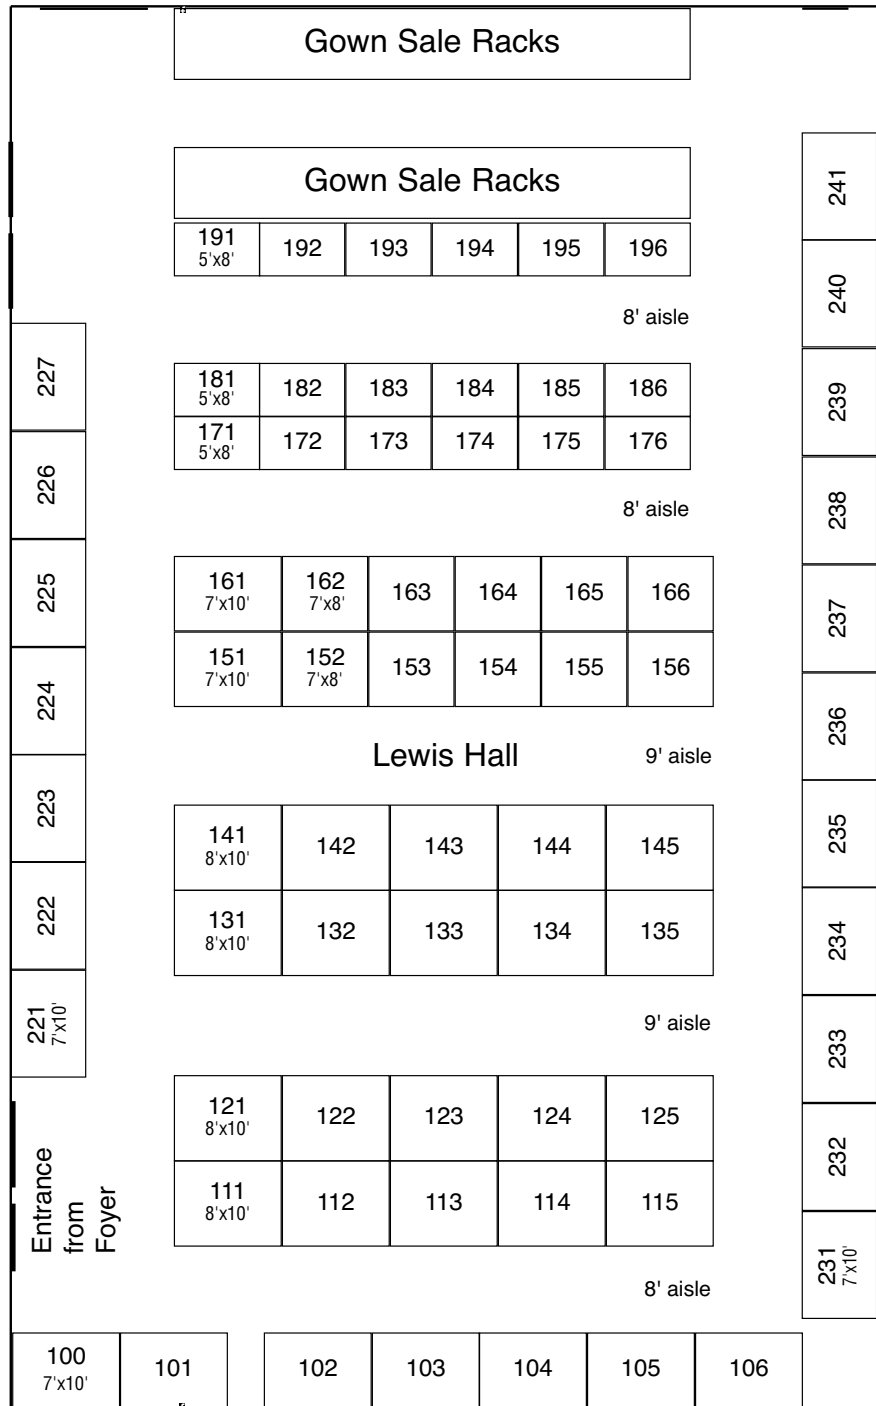 Gown Sale Racks
Gown Sale Racks
191 192 193 194 195 196
5'x8'
8' aisle
181 182 183 184 185 186
5'x8'
171 172 173 174 175 176
5'x8'
8' aisle
161 162 163 164 165 166
7'x10' 7'x8'
151 152 153 154 155 156
7'x10' 7'x8'
Lewis Hall 9' aisle
141 142 143 144 145
8'x10'
131 132 133 134 135
8'x10'
9' aisle
121 122 123 124 125
8'x10'
111 112 113 114 115
8'x10'
8' aisle
100 101 102 103 104 105 106
7'x10'
227
226
225
224
223
222
221
7'x10'
Entrance
from
Foyer
241
240
239
238
237
236
235
234
233
232
231
7'x10'